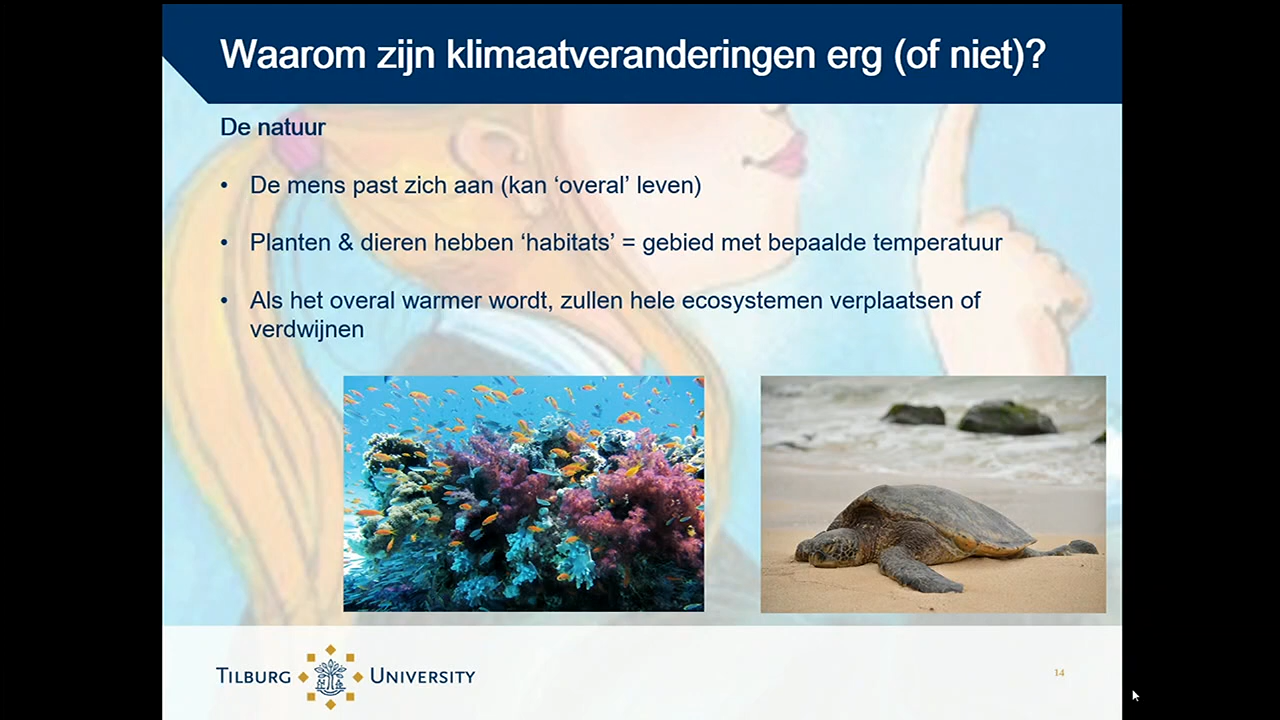 Waarom zijn klimaatveranderingen erg (of niet)?
De natuur
• De mens past zich aan (kan ‘overal’ leven)
• Planten & dieren hebben ‘habitats’ = gebied met bepaalde temperatuur
• Als het overal warmer wordt, zullen hele ecosystemen verplaatsen of
verdwijnen
TILBURG UNIVERSITY
14